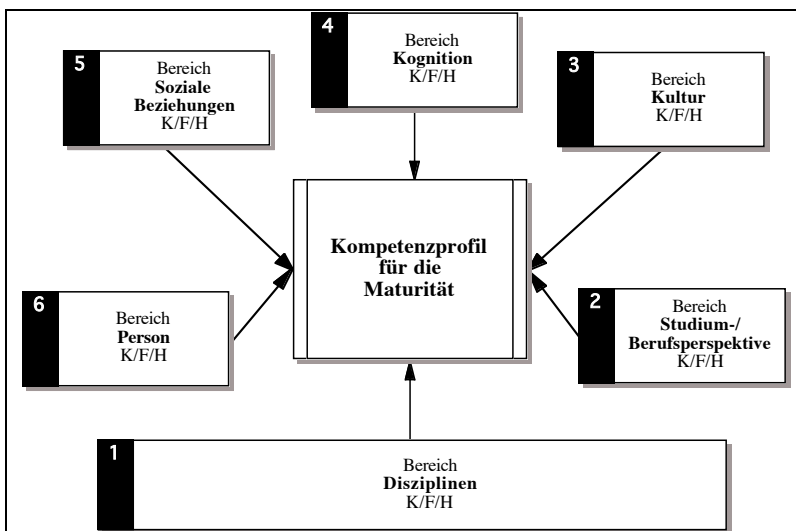 4
Bereich
Kognition
K/F/H
5
Bereich
Soziale
Beziehungen
K/F/H
3
Bereich
Kultur
K/F/H
Kompetenzprofil
für die
Maturität
6
Bereich
Person
K/F/H
2
Bereich
Studium-/
Berufsperspektive
K/F/H
1
Bereich
Disziplinen
K/F/H